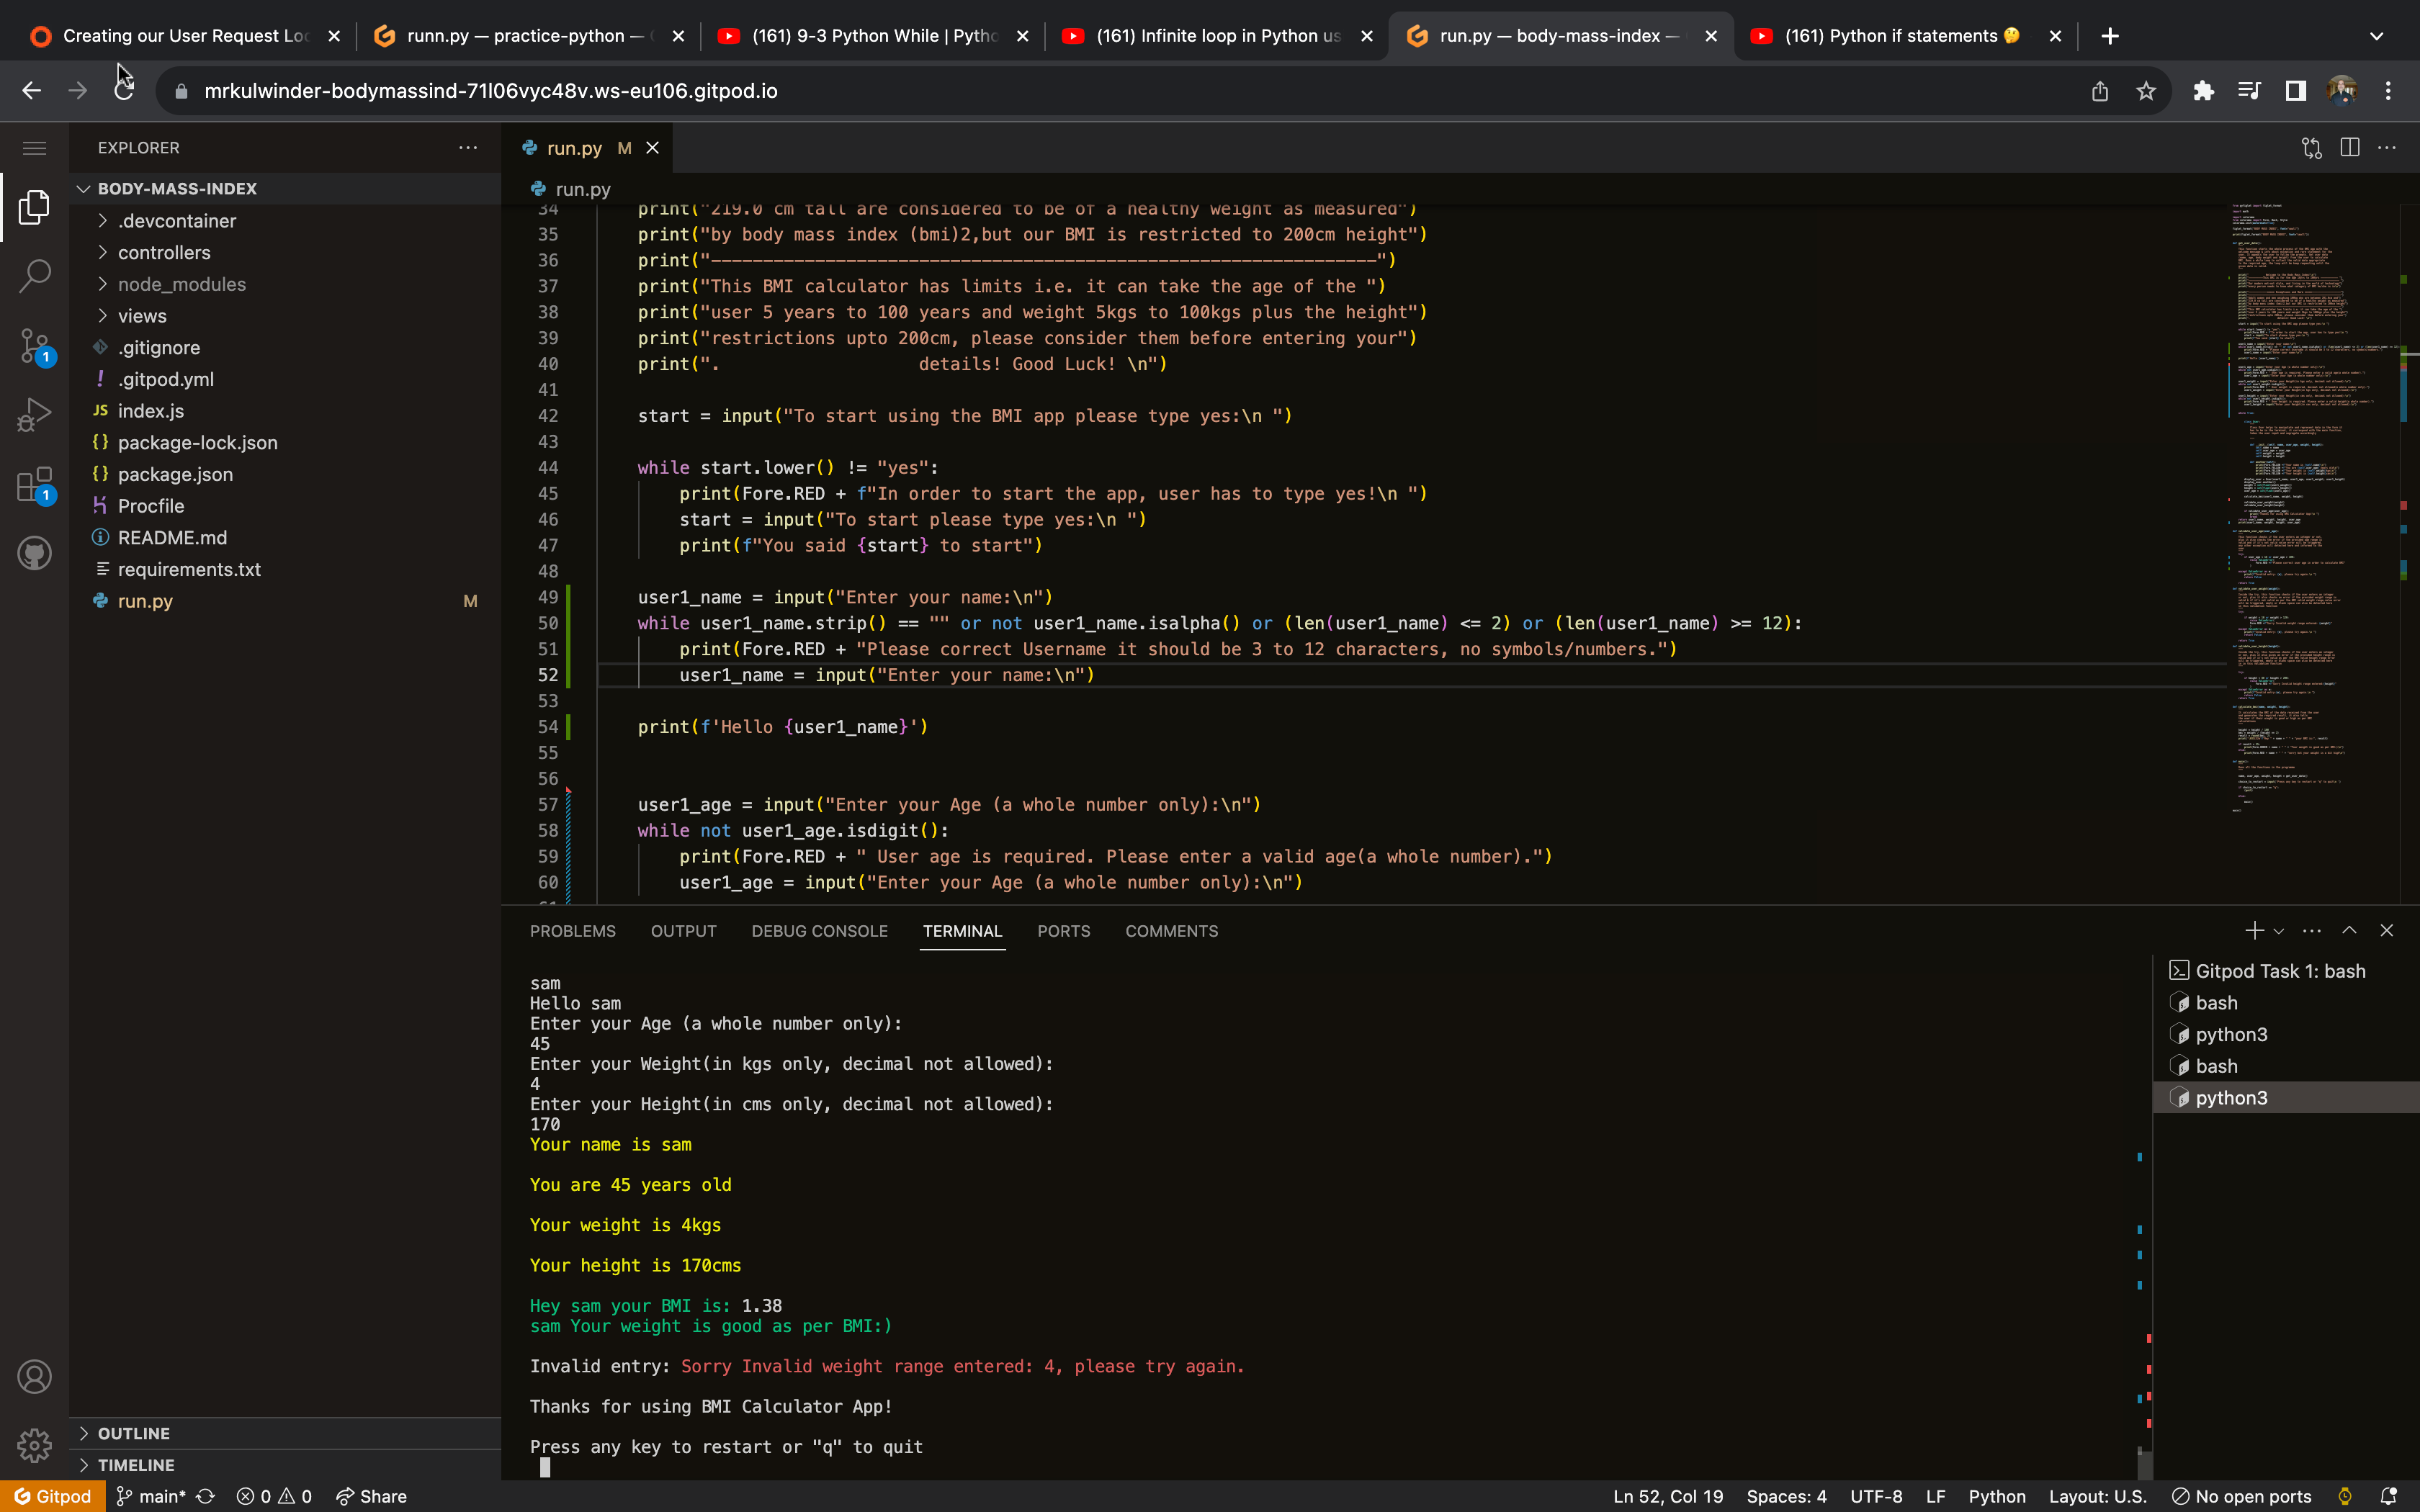 Creating our User Request Lo
runn.py — practice-python —
(161) 9-3 Python While | Pyth
(161) Infinite loop in Python us
run.py — body-mass-index —
(161) Python if statements 🤔
mrkulwinder-bodymassind-71l06vyc48v.ws-eu106.gitpod.io
EXPLORER
BODY-MASS-INDEX
.devcontainer
controllers
node_modules
views
.gitignore
! .gitpod.yml
JS index.js
{} package-lock.json
{} package.json
Procfile
README.md
requirements.txt
run.py M
OUTLINE
TIMELINE
1
1
run.py M
run.py
34 print("219.0 cm tall are considered to be of a healthy weight as measured")
35 print("by body mass index (bmi)2,but our BMI is restricted to 200cm height")
36 print("————————————————————————————————————————————————————————————————")
37 print("This BMI calculator has limits i.e. it can take the age of the ")
38 print("user 5 years to 100 years and weight 5kgs to 100kgs plus the height")
39 print("restrictions upto 200cm, please consider them before entering your")
40 print(".                   details! Good Luck! \n")
41
42 start = input("To start using the BMI app please type yes:\n ")
43
44 while start.lower() != "yes":
45     print(Fore.RED + f"In order to start the app, user has to type yes!\n ")
46     start = input("To start please type yes:\n ")
47     print(f"You said {start} to start")
48
49 user1_name = input("Enter your name:\n")
50 while user1_name.strip() == "" or not user1_name.isalpha() or (len(user1_name) <= 2) or (len(user1_name) >= 12):
51     print(Fore.RED + "Please correct Username it should be 3 to 12 characters, no symbols/numbers.")
52     user1_name = input("Enter your name:\n")
53
54 print(f'Hello {user1_name}')
55
56
57 user1_age = input("Enter your Age (a whole number only):\n")
58 while not user1_age.isdigit():
59     print(Fore.RED + " User age is required. Please enter a valid age(a whole number).")
60     user1_age = input("Enter your Age (a whole number only):\n")
PROBLEMS OUTPUT DEBUG CONSOLE TERMINAL PORTS COMMENTS
sam
Hello sam
Enter your Age (a whole number only):
45
Enter your Weight(in kgs only, decimal not allowed):
4
Enter your Height(in cms only, decimal not allowed):
170
Your name is sam
You are 45 years old
Your weight is 4kgs
Your height is 170cms
Hey sam your BMI is: 1.38
sam Your weight is good as per BMI:)
Invalid entry: Sorry Invalid weight range entered: 4, please try again.
Thanks for using BMI Calculator App!
Press any key to restart or "q" to quit
Gitpod Task 1: bash
bash
python3
bash
python3
Gitpod main* 0 0 Share Ln 52, Col 19 Spaces: 4 UTF-8 LF Python Layout: U.S. No open ports